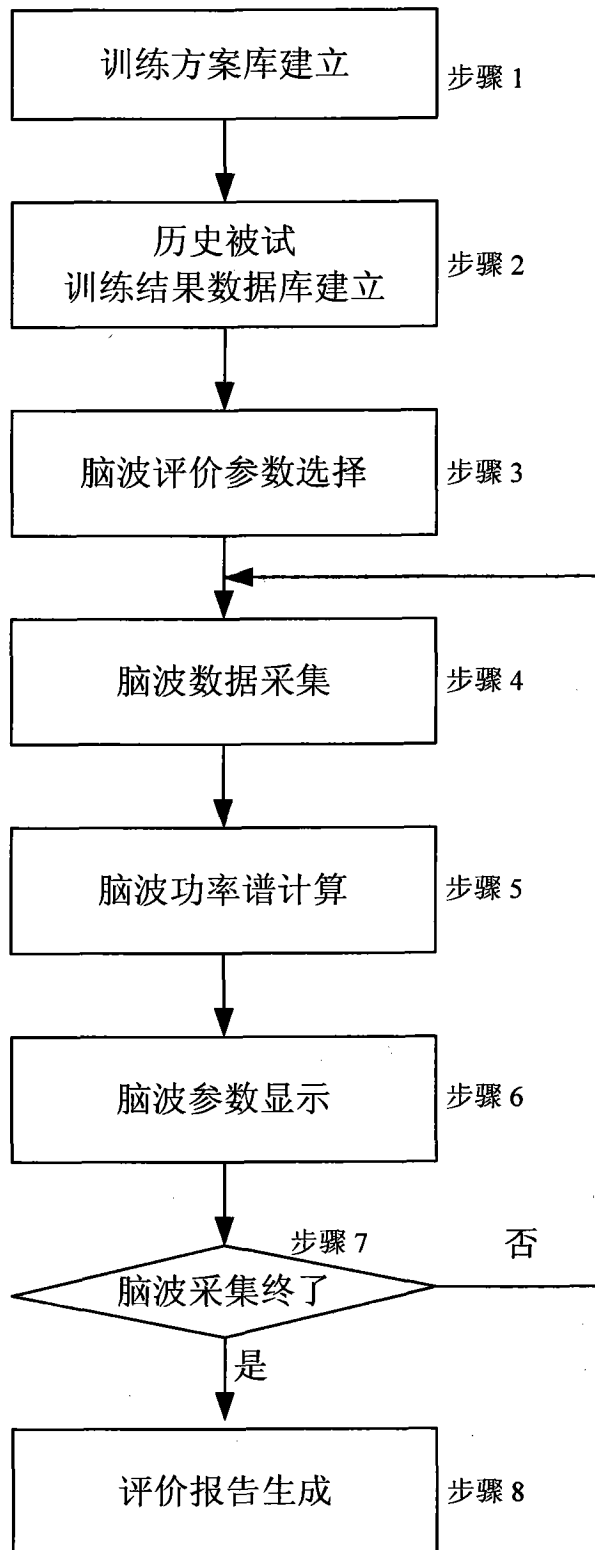 训练方案库建立
步骤 1
历史被试
训练结果数据库建立
步骤 2
脑波评价参数选择
步骤 3
脑波数据采集
步骤 4
脑波功率谱计算
步骤 5
脑波参数显示
步骤 6
步骤 7
否
脑波采集终了
是
评价报告生成
步骤 8